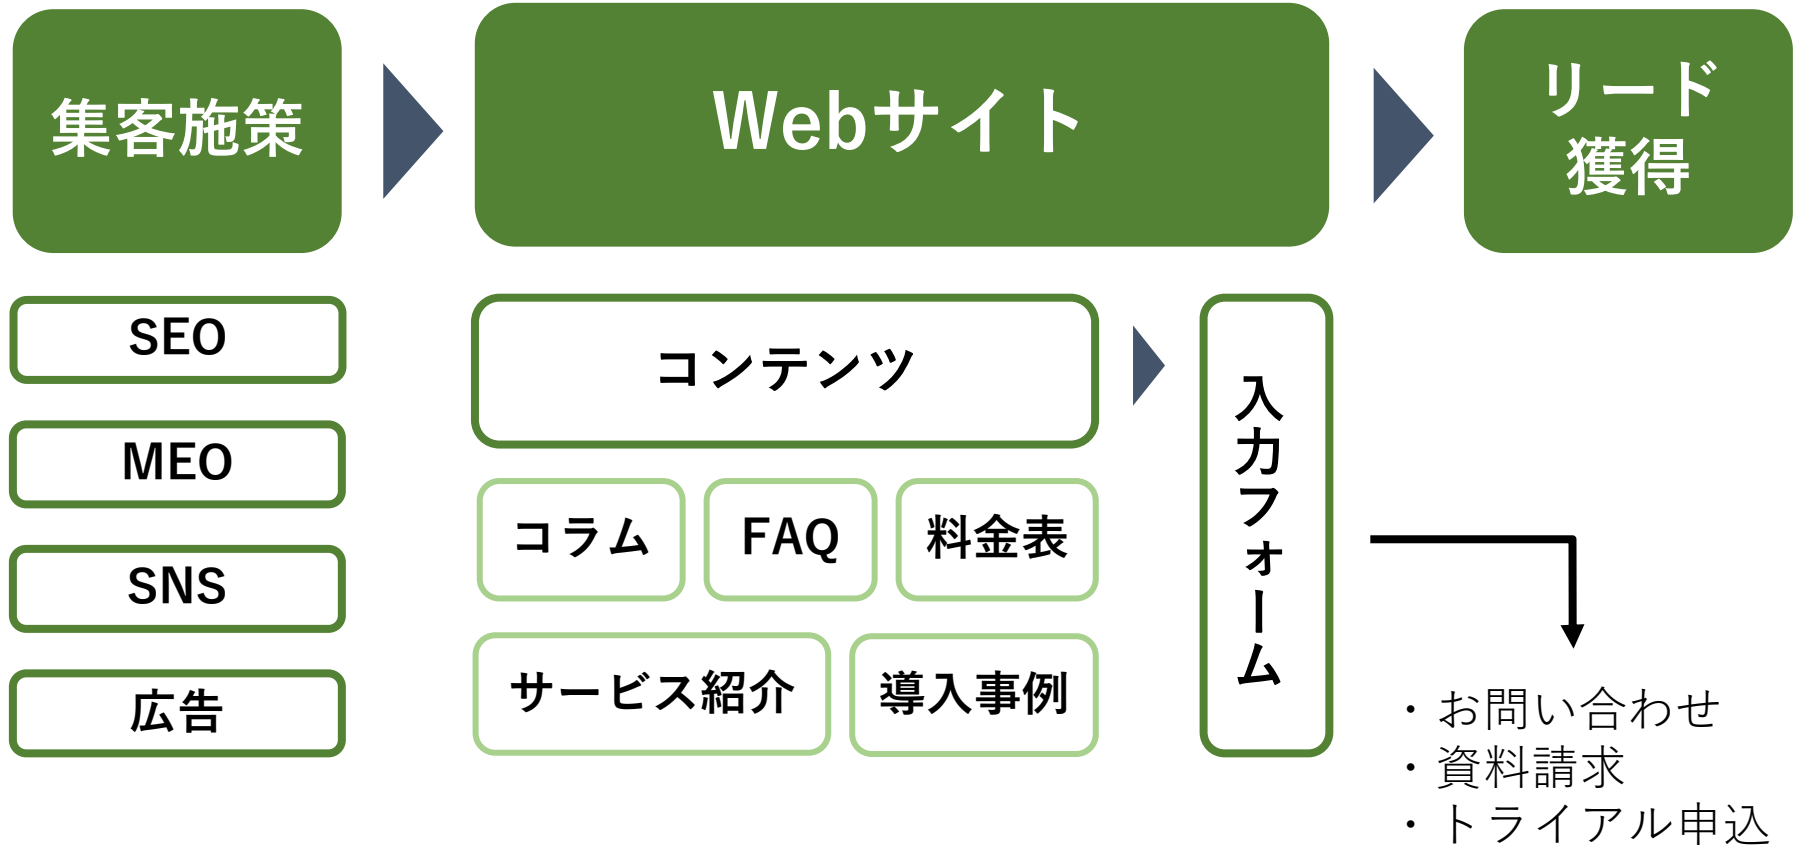 集客施策
Webサイト
リード
獲得
SEO
MEO
SNS
広告
コンテンツ
コラム
FAQ
料金表
サービス紹介
導入事例
入力フォーム
・お問い合わせ
・資料請求
・トライアル申込